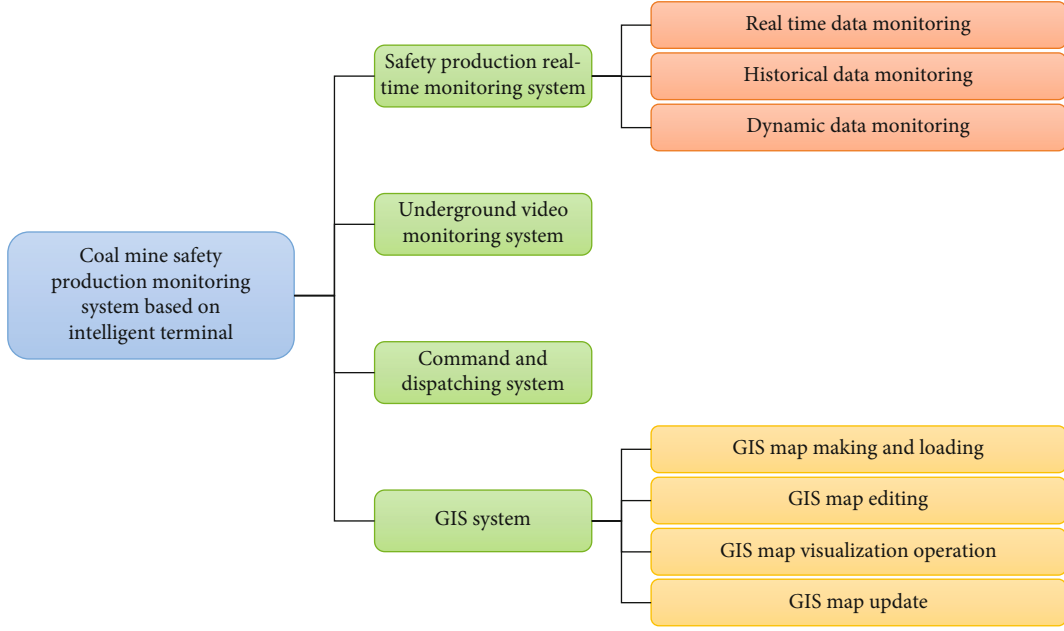 Coal mine safety
production monitoring
system based on
intelligent terminal
Safety production real-
time monitoring system
Real time data monitoring
Historical data monitoring
Dynamic data monitoring
Underground video
monitoring system
Command and
dispatching system
GIS system
GIS map making and loading
GIS map editing
GIS map visualization operation
GIS map update